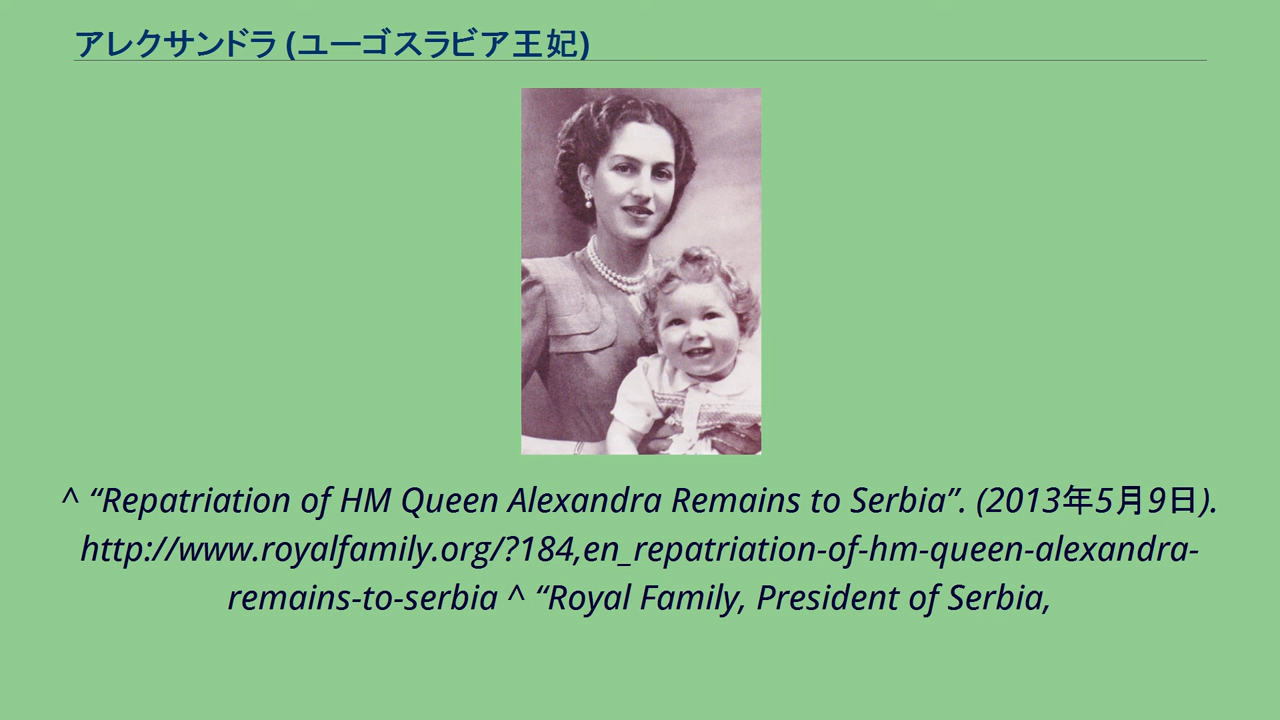 アレクサンドラ (ユーゴスラビア王妃)
^ “Repatriation of HM Queen Alexandra Remains to Serbia”. (2013年5月9日).
http://www.royalfamily.org/?184,en_repatriation-of-hm-queen-alexandra-
remains-to-serbia ^ “Royal Family, President of Serbia,